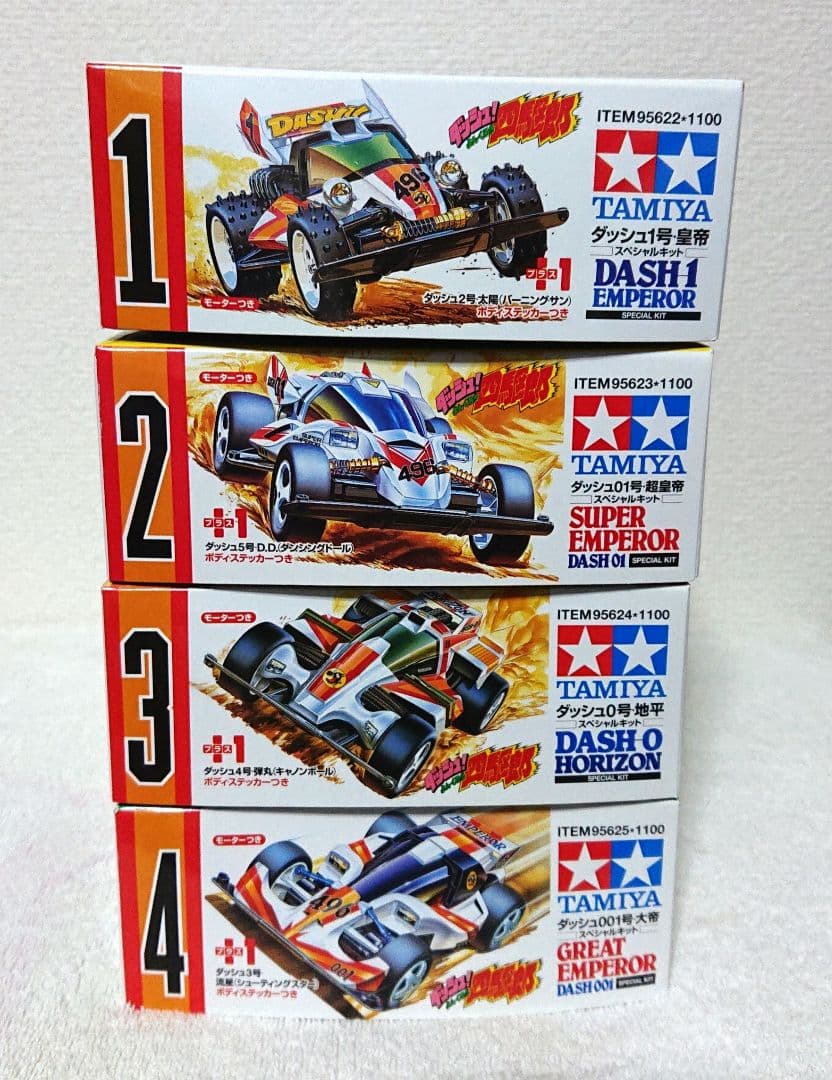 1
DASH!
496
ダッシュ!四駆郎
ITEM95622★1100
TAMIYA
ダッシュ1号・皇帝
スペシャルキット
DASH-1
EMPEROR
SPECIAL KIT
モーターつき
プラス1
ダッシュ2号・太陽(バーニングサン)
ボディステッカーつき
2
モーターつき
496
ダッシュ!四駆郎
プラス1
ダッシュ5号・D.D.(ダンシングドール)
ボディステッカーつき
ITEM95623★1100
TAMIYA
ダッシュ01号・超皇帝
スペシャルキット
SUPER
EMPEROR
DASH 01 SPECIAL KIT
3
モーターつき
HORIZON
プラス1
ダッシュ4号・弾丸(キャノンボール)
ボディステッカーつき
ダッシュ!四駆郎
ITEM95624★1100
TAMIYA
ダッシュ0号・地平
スペシャルキット
DASH-0
HORIZON
SPECIAL KIT
4
モーターつき
EMPEROR
496
001
プラス1
ダッシュ3号・
流星(シューティングスター)
ボディステッカーつき
ダッシュ!四駆郎
ITEM95625★1100
TAMIYA
ダッシュ001号・大帝
スペシャルキット
GREAT
EMPEROR
DASH 001 SPECIAL KIT